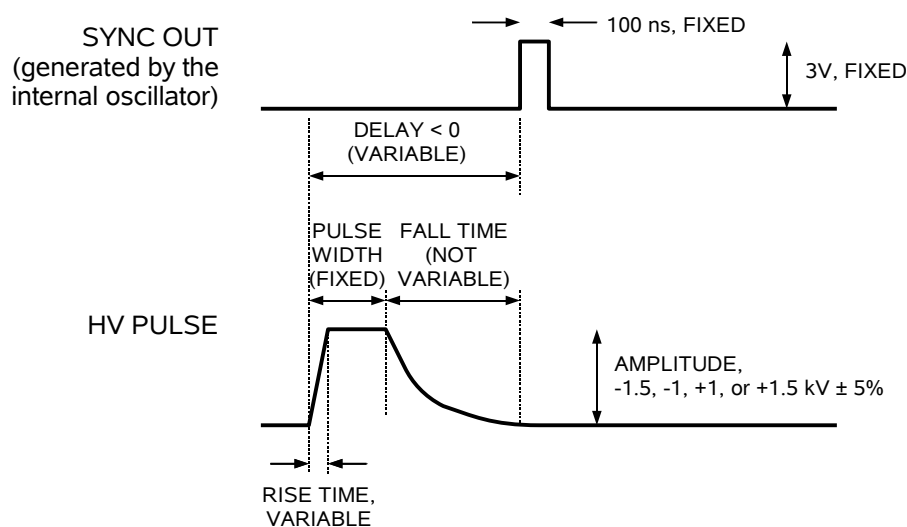 100 ns, FIXED
SYNC OUT
(generated by the
internal oscillator)
3V, FIXED
DELAY < 0
(VARIABLE)
PULSE
WIDTH
(FIXED)
FALL TIME
(NOT
VARIABLE)
HV PULSE
AMPLITUDE,
-1.5, -1, +1, or +1.5 kV ± 5%
RISE TIME,
VARIABLE